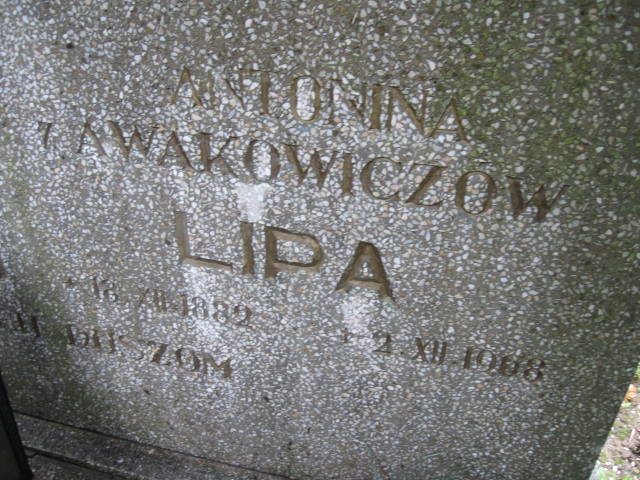 ANTONINA
Z AWAKOWICZÓW
LIPA
* 18.XII.1882 + 2.XII.1968
DUSZOM